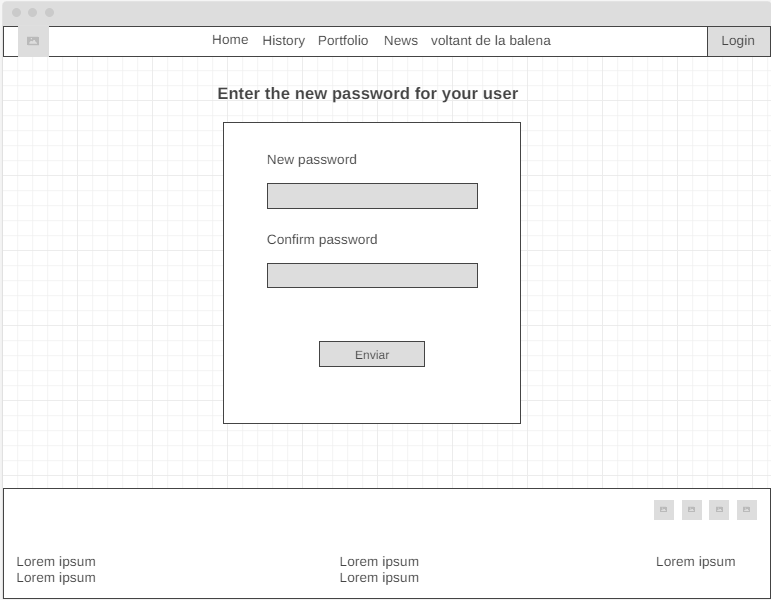 Home History Portfolio News voltant de la balena Login
Enter the new password for your user
New password
Confirm password
Enviar
Lorem ipsum Lorem ipsum Lorem ipsum
Lorem ipsum Lorem ipsum